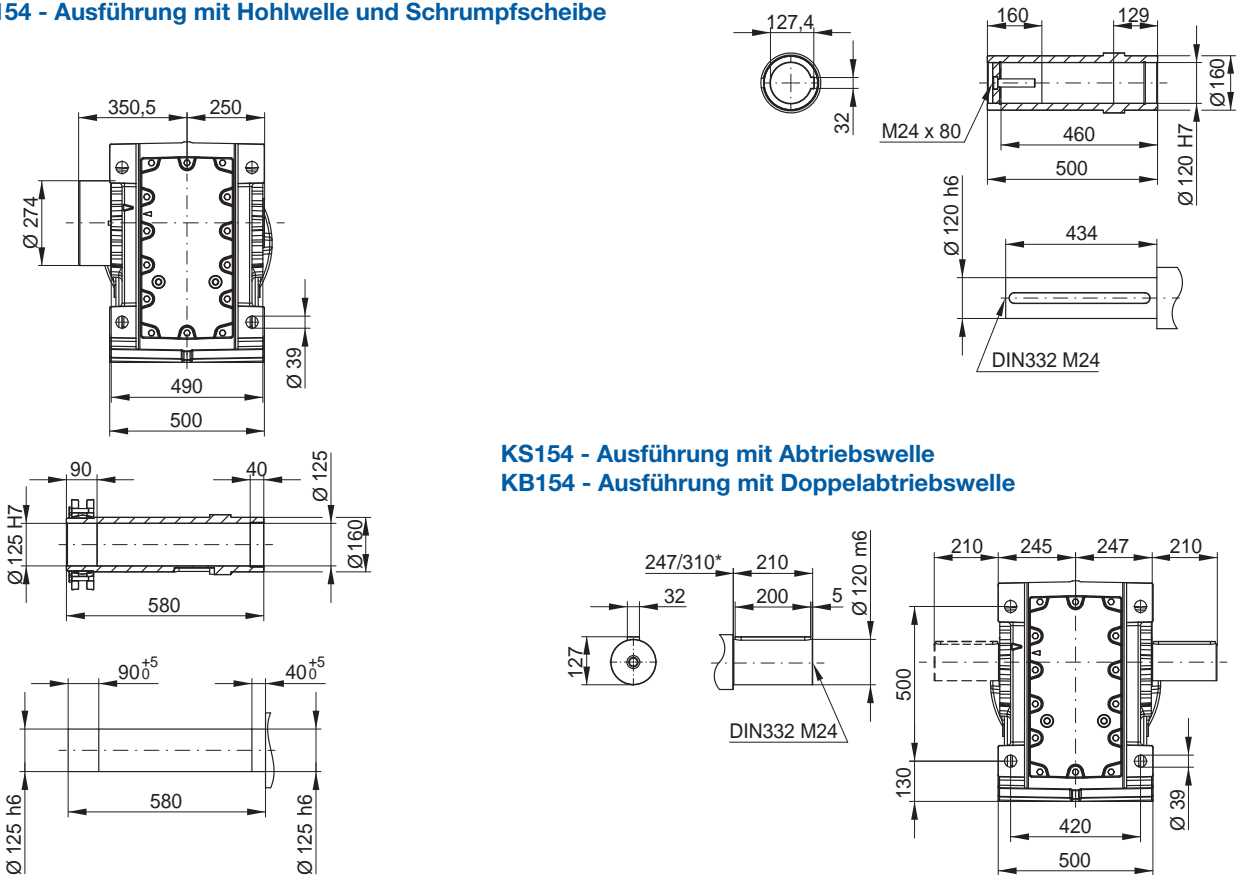 154 - Ausführung mit Hohlwelle und Schrumpfscheibe
350,5 250
Ø 274
Ø 39
490
500
90 40
Ø 125 H7
Ø 125
Ø160
580
90 +5 0
40 +5 0
580
Ø 125 h6
Ø 125 h6
127,4
32
160 129
M24 x 80
460
500
Ø 120 H7
Ø 160
Ø 120 h6
434
DIN332 M24
KS154 - Ausführung mit Abtriebswelle
KB154 - Ausführung mit Doppelabtriebswelle
247/310* 210
32
200 5
127
Ø 120 m6
DIN332 M24
210 245 247 210
500
130
Ø 39
420
500